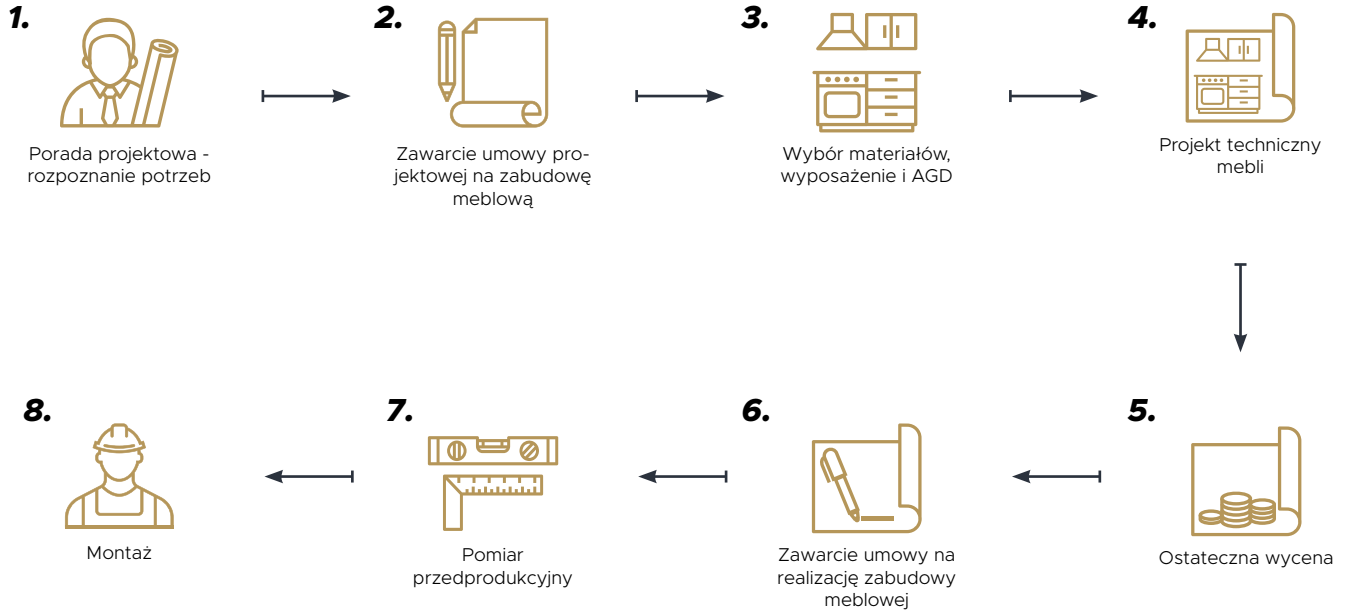 1.
Porada projektowa -
rozpoznanie potrzeb
2.
Zawarcie umowy pro-
jektowej na zabudowę
meblową
3.
Wybór materiałów,
wyposażenie i AGD
4.
Projekt techniczny
mebli
5.
Ostateczna wycena
6.
Zawarcie umowy na
realizację zabudowy
meblowej
7.
Pomiar
przedprodukcyjny
8.
Montaż